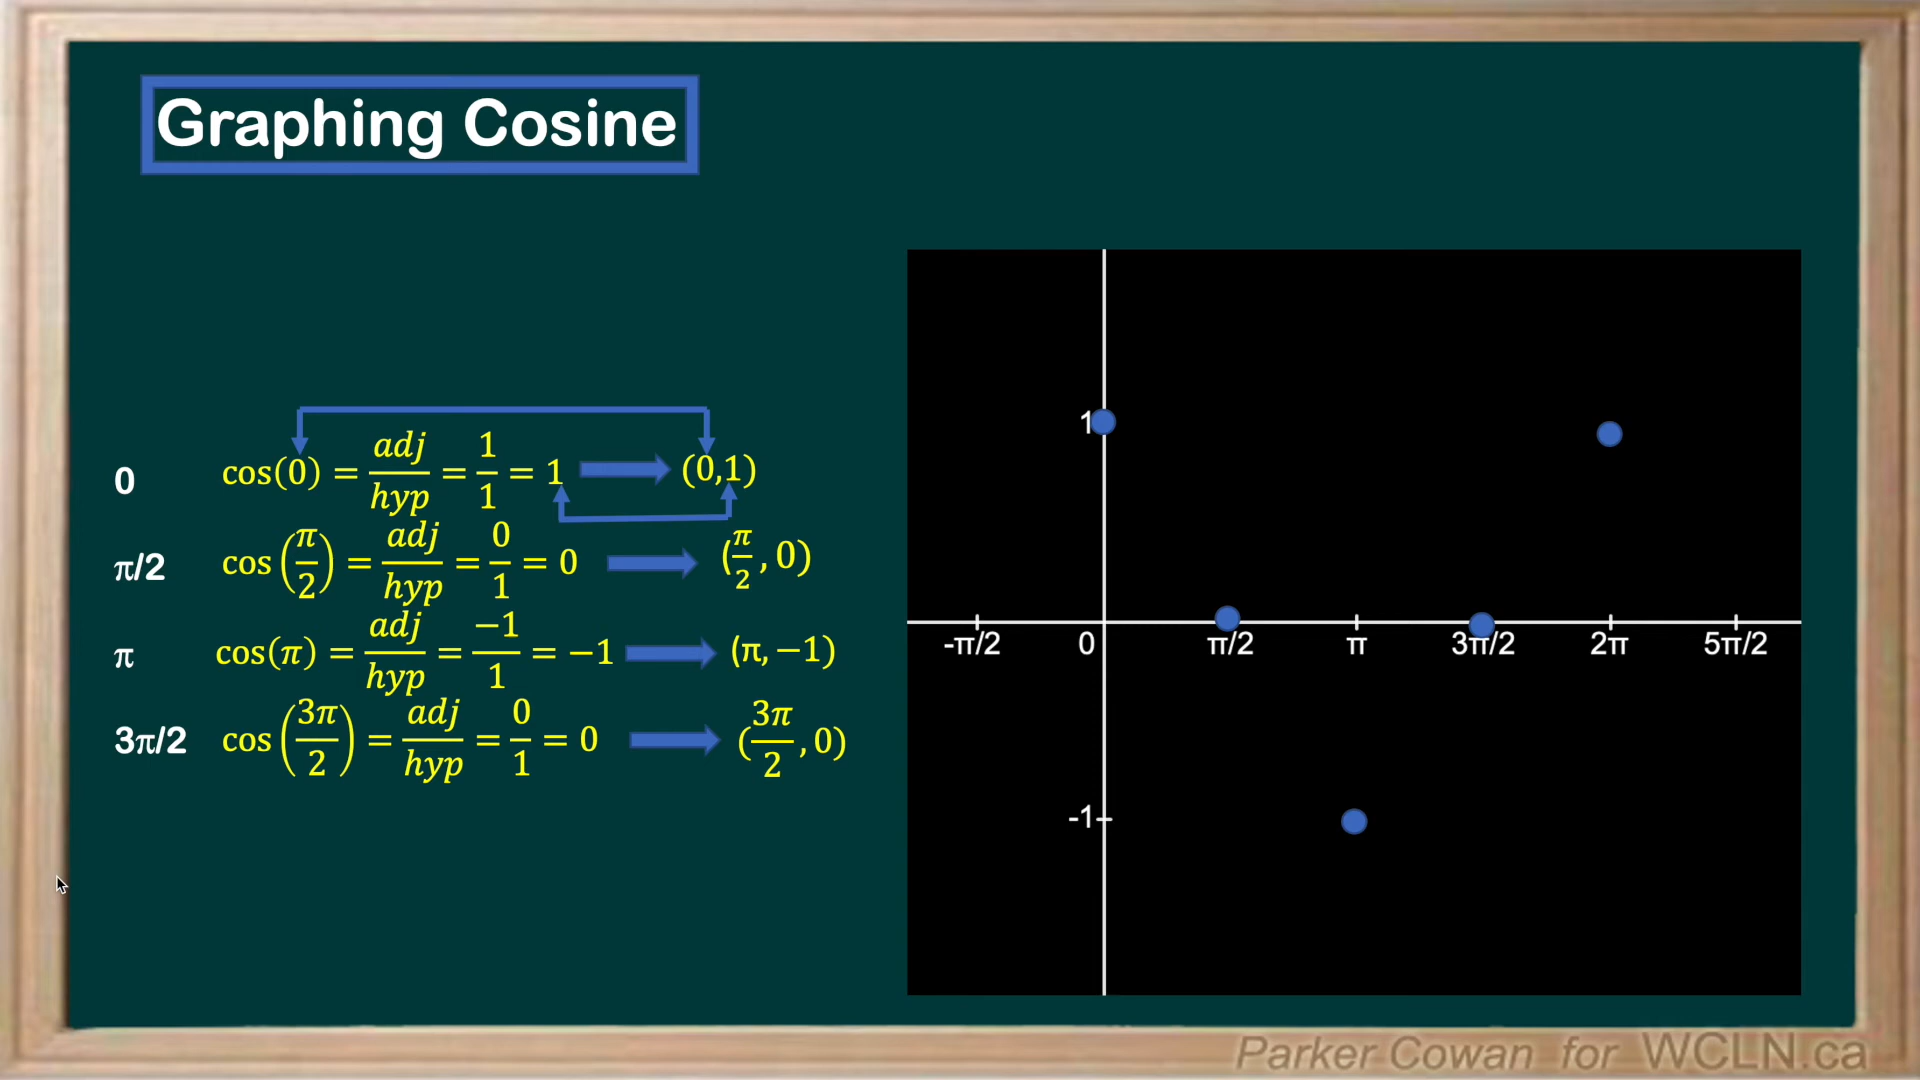 Graphing Cosine
0 cos(0) = adj/hyp = 1/1 = 1 (0,1)
π/2 cos(π/2) = adj/hyp = 0/1 = 0 (π/2, 0)
π cos(π) = adj/hyp = −1/1 = −1 (π, −1)
3π/2 cos(3π/2) = adj/hyp = 0/1 = 0 (3π/2, 0)
1
-π/2 0 π/2 π 3π/2 2π 5π/2
-1
Parker Cowan for WCLN.ca